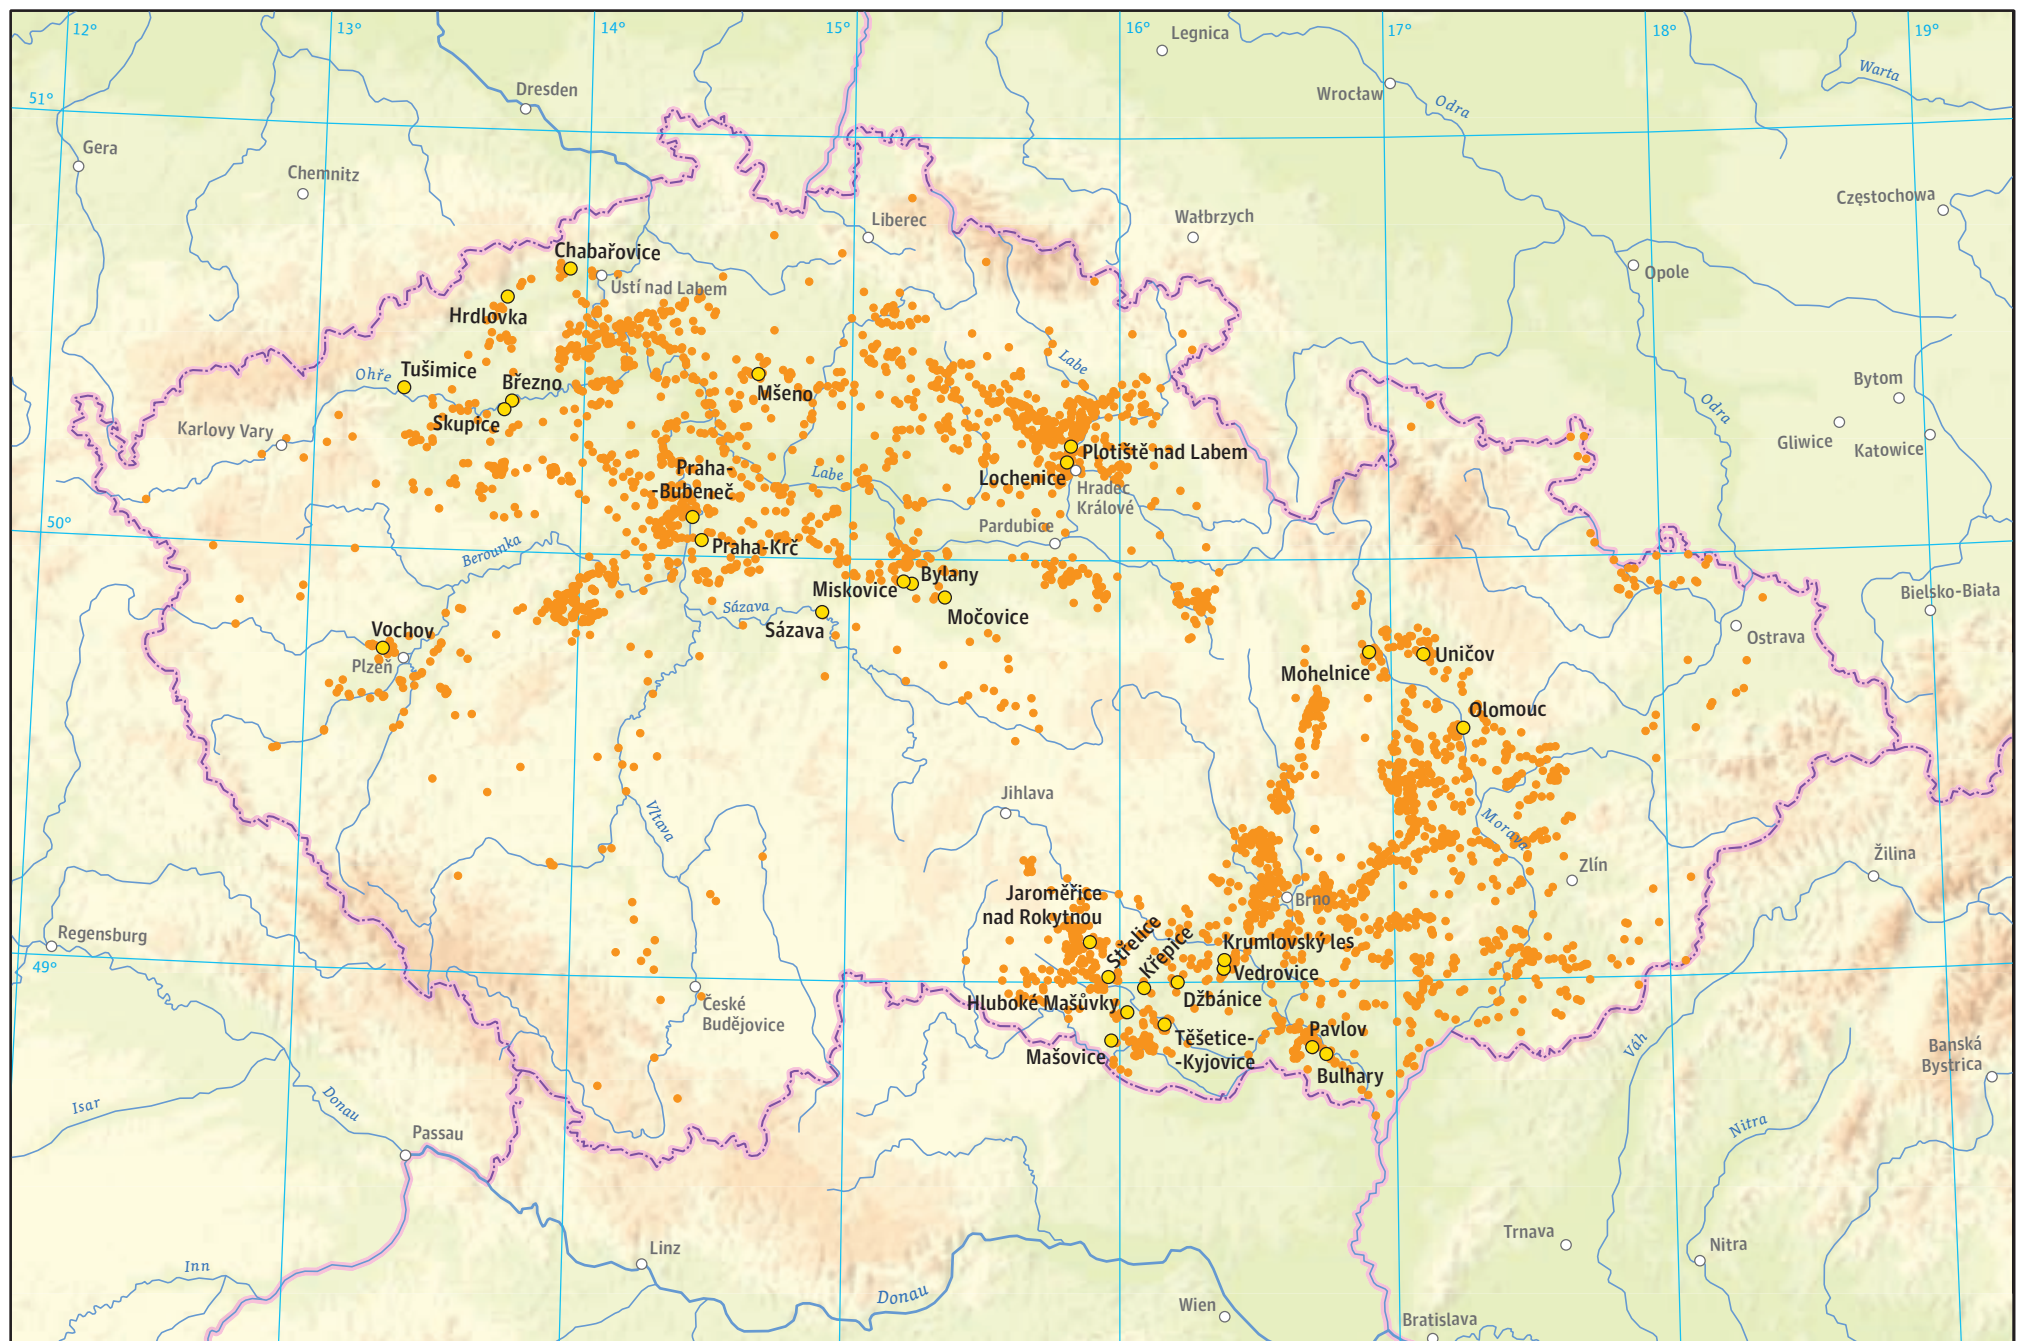 12°
13°
14°
15°
16°
17°
18°
19°
Legnica
Warta
Dresden
Wrocław
Odra
51°
Gera
Chemnitz
Częstochowa
Liberec
Wałbrzych
Chabařovice
Opole
Ústí nad Labem
Hrdlovka
Labe
Tušimice
Ohře
Březno
Mšeno
Bytom
Odra
Skupice
Karlovy Vary
Gliwice
Katowice
Plotiště nad Labem
Praha-
-Bubeneč
Labe
Lochenice
Hradec
Králové
50°
Pardubice
Berounka
Praha-Krč
Bylany
Miskovice
Bielsko-Biała
Sázava
Močovice
Sázava
Vochov
Plzeň
Ostrava
Uničov
Mohelnice
Olomouc
Jihlava
Vltava
Morava
Zlín
Žilina
Jaroměřice
nad Rokytnou
Brno
Střelice
Křepice
Krumlovský les
Regensburg
49°
Vedrovice
Džbánice
Hluboké Mašůvky
České
Budějovice
Pavlov
Těšetice-
-Kyjovice
Mašovice
Bulhary
Váh
Banská
Bystrica
Isar
Donau
Passau
Nitra
Trnava
Nitra
Linz
Inn
Donau
Wien
Bratislava